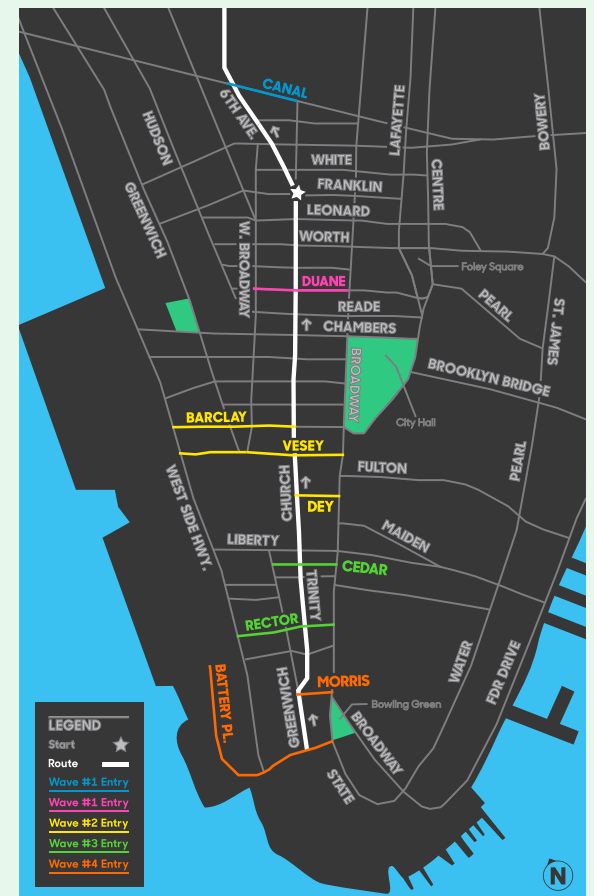 CANAL
6TH AVE.
LAFAYETTE
BOWERY
HUDSON
WHITE
CENTRE
FRANKLIN
GREENWICH
LEONARD
W. BROADWAY
WORTH
Foley Square
DUANE
PEARL
ST. JAMES
READE
CHAMBERS
BROADWAY
BROOKLYN BRIDGE
BARCLAY
City Hall
VESEY
PEARL
WEST SIDE HWY.
CHURCH
FULTON
DEY
MAIDEN
LIBERTY
CEDAR
TRINITY
RECTOR
WATER
FDR DRIVE
BATTERY PL.
GREENWICH
MORRIS
Bowling Green
BROADWAY
STATE
LEGEND
Start
Route
Wave #1 Entry
Wave #1 Entry
Wave #2 Entry
Wave #3 Entry
Wave #4 Entry
N